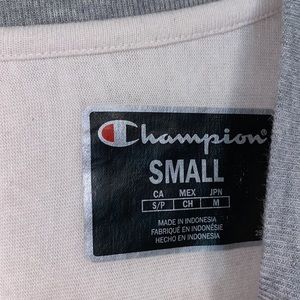 Champion
SMALL
CA MEX JPN
S/P CH M
MADE IN INDONESIA
FABRIQUÉ EN INDONÉSIE
HECHO EN INDONESIA